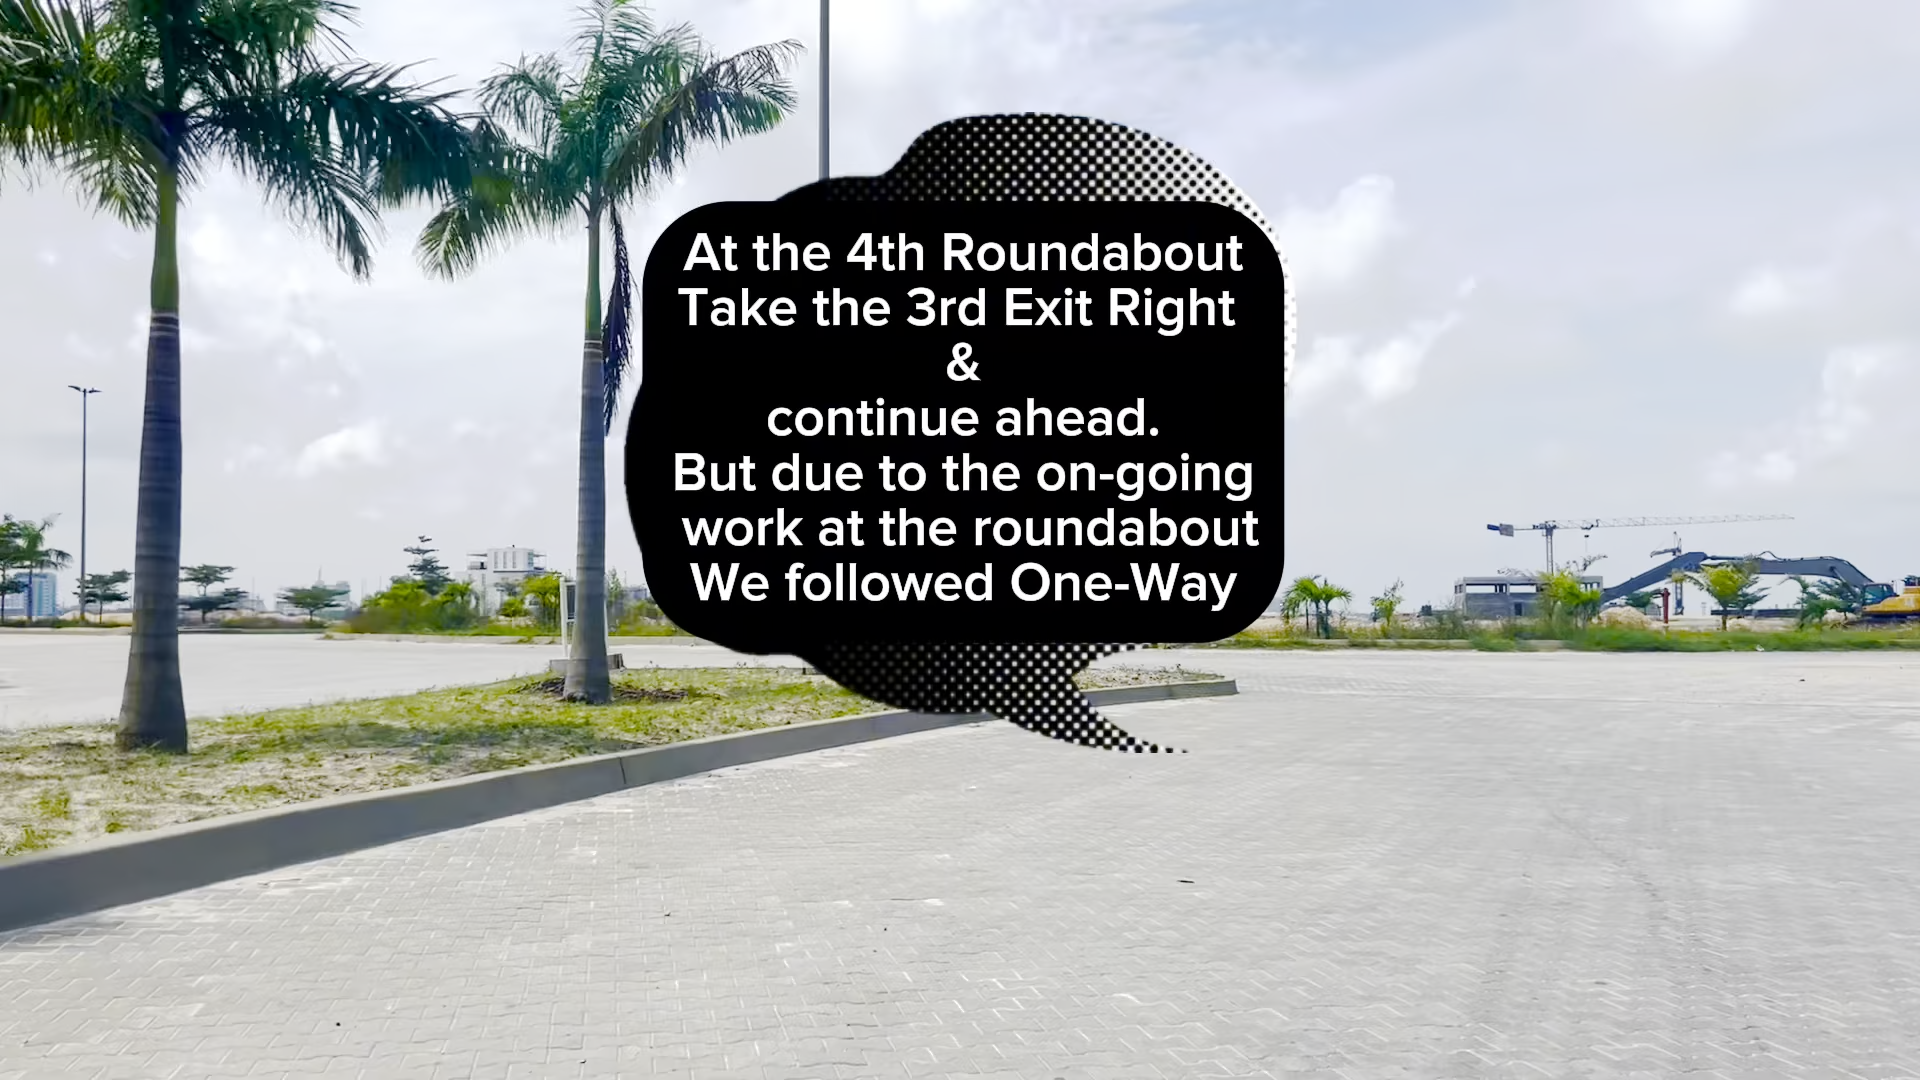 At the 4th Roundabout
Take the 3rd Exit Right
&
continue ahead.
But due to the on-going
work at the roundabout
We followed One-Way